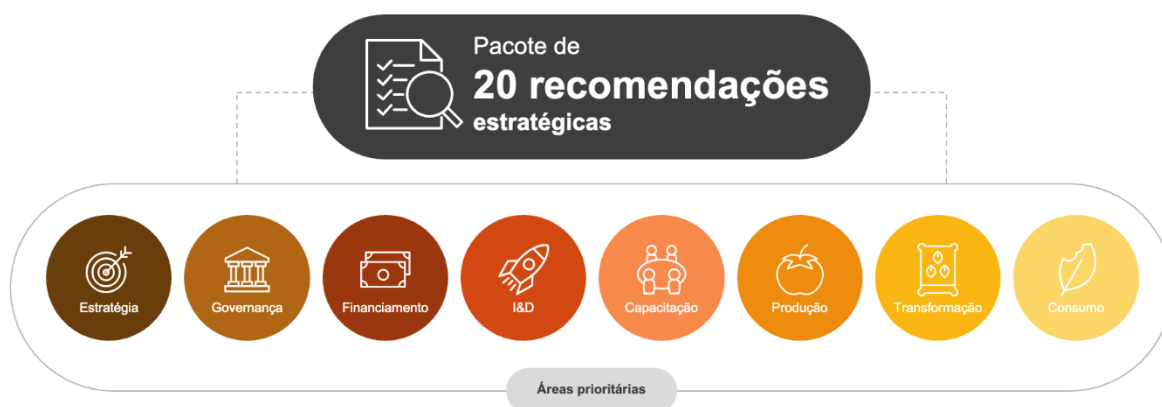 Pacote de
20 recomendações
estratégicas
Estratégia
Governança
Financiamento
I&D
Capacitação
Produção
Transformação
Consumo
Áreas prioritárias